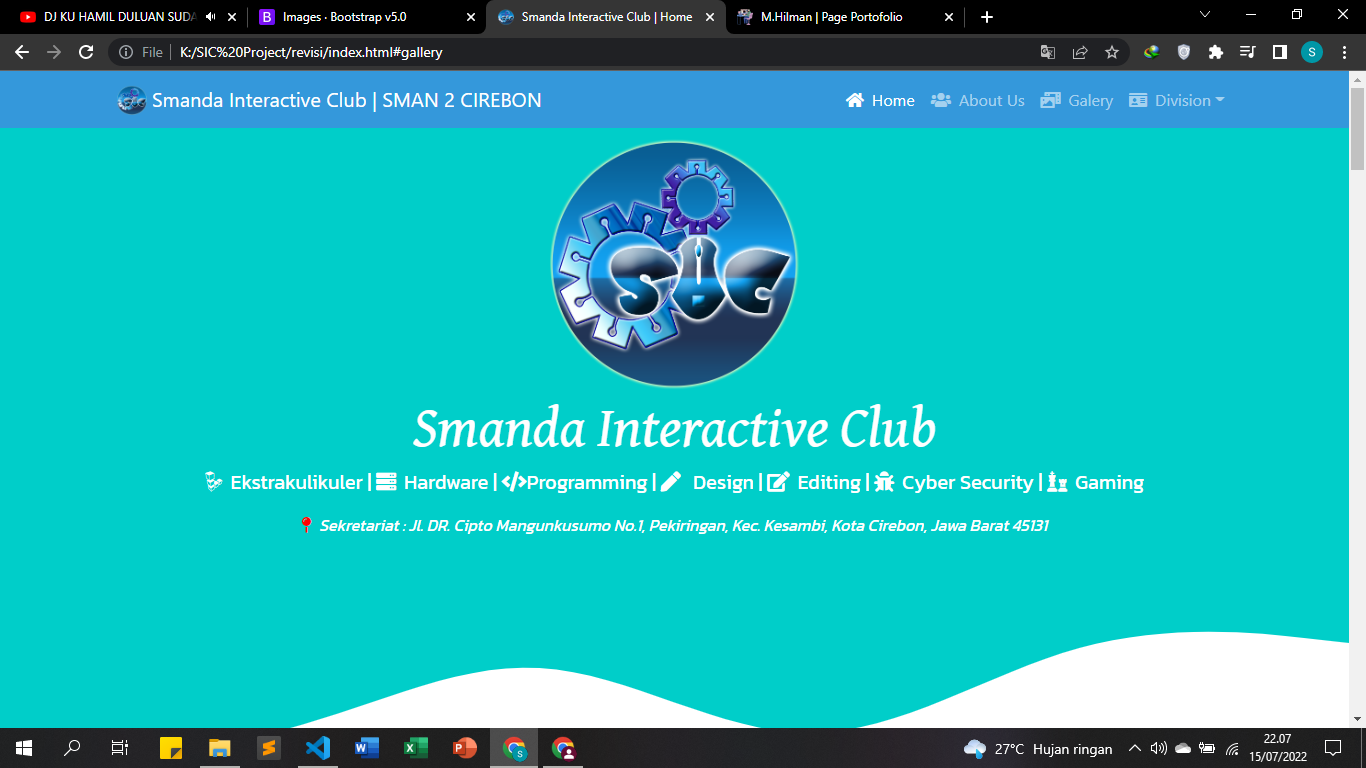 DJ KU HAMIL DULUAN SUDA
Images · Bootstrap v5.0
Smanda Interactive Club | Home
M.Hilman | Page Portofolio
File
K:/SIC%20Project/revisi/index.html#gallery
S
Smanda Interactive Club | SMAN 2 CIREBON
Home
About Us
Galery
Division
SIC
Smanda Interactive Club
Ekstrakulikuler | Hardware | Programming | Design | Editing | Cyber Security | Gaming
Sekretariat : Jl. DR. Cipto Mangunkusumo No.1, Pekiringan, Kec. Kesambi, Kota Cirebon, Jawa Barat 45131
27°C Hujan ringan
22.07
15/07/2022